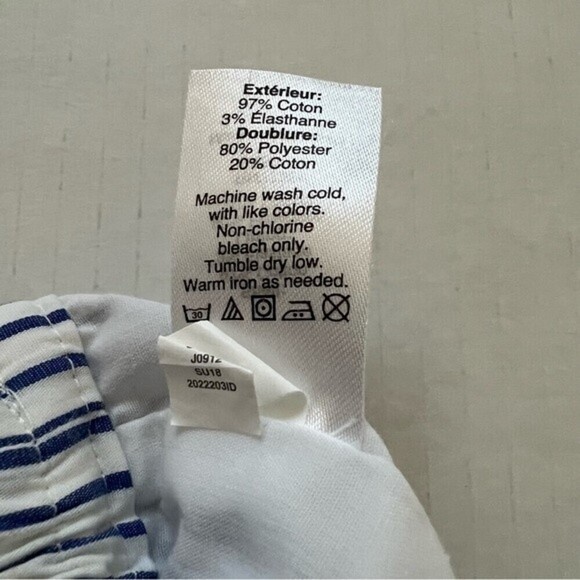 Extérieur:
97% Coton
3% Élasthanne
Doublure:
80% Polyester
20% Coton
Machine wash cold,
with like colors.
Non-chlorine
bleach only.
Tumble dry low.
Warm iron as needed.
30
J0912
SU18
2022203ID